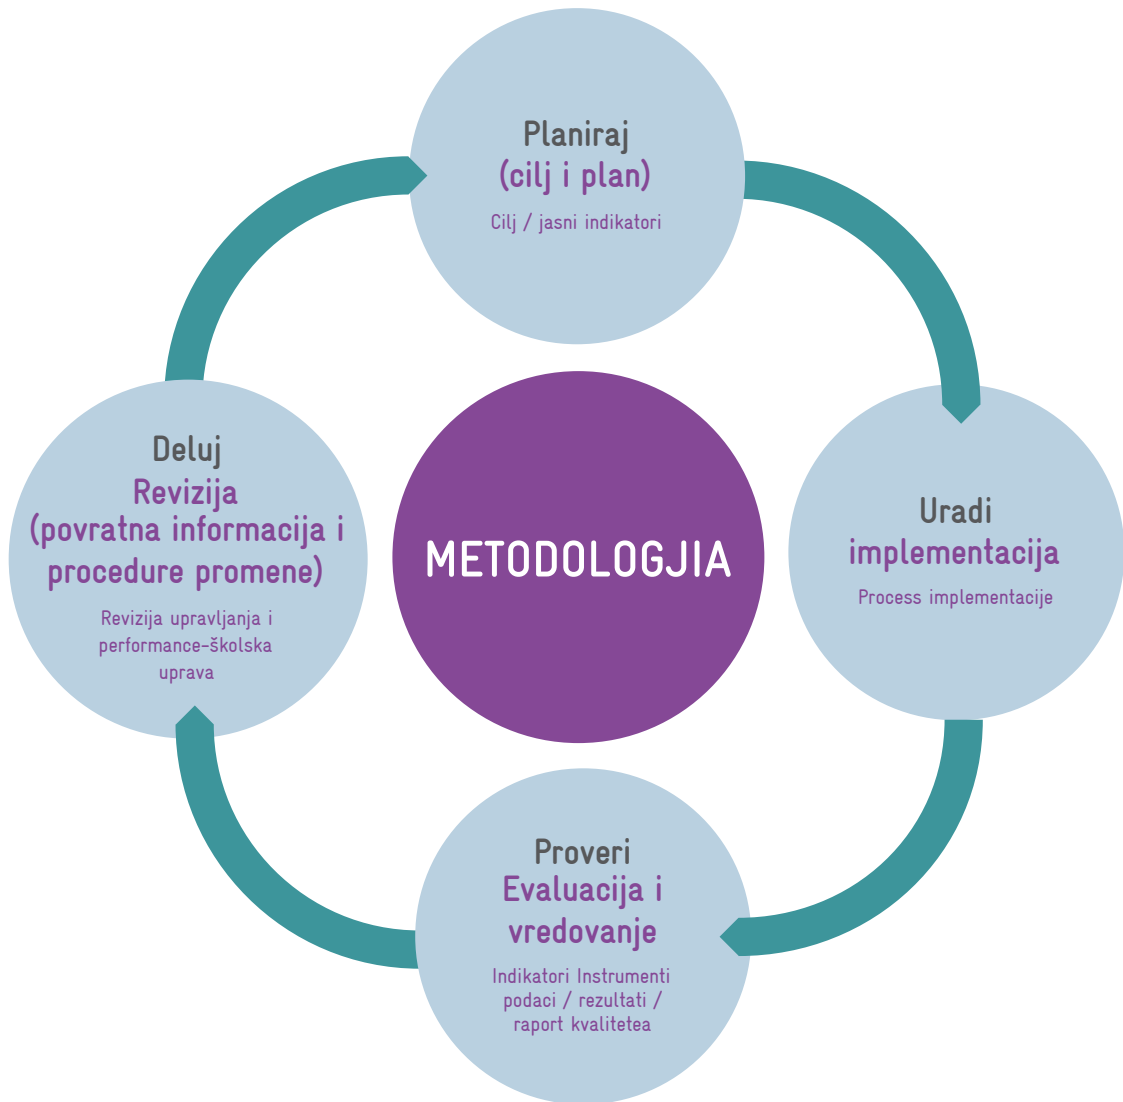 Planiraj
(cilj i plan)
Cilj / jasni indikatori
Deluj
Revizija
(povratna informacija i
procedure promene)
Revizija upravljanja i
performance-školska
uprava
METODOLOGJIA
Uradi
implementacija
Process implementacije
Proveri
Evaluacija i
vredovanje
Indikatori Instrumenti
podaci / rezultati /
raport kvalitetea